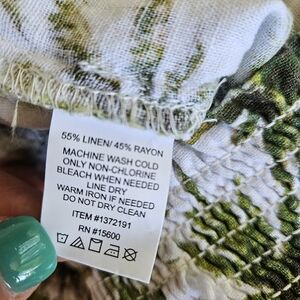 55% LINEN/ 45% RAYON
MACHINE WASH COLD
ONLY NON-CHLORINE
BLEACH WHEN NEEDED
LINE DRY
WARM IRON IF NEEDED
DO NOT DRY CLEAN
ITEM #1372191
RN #15600